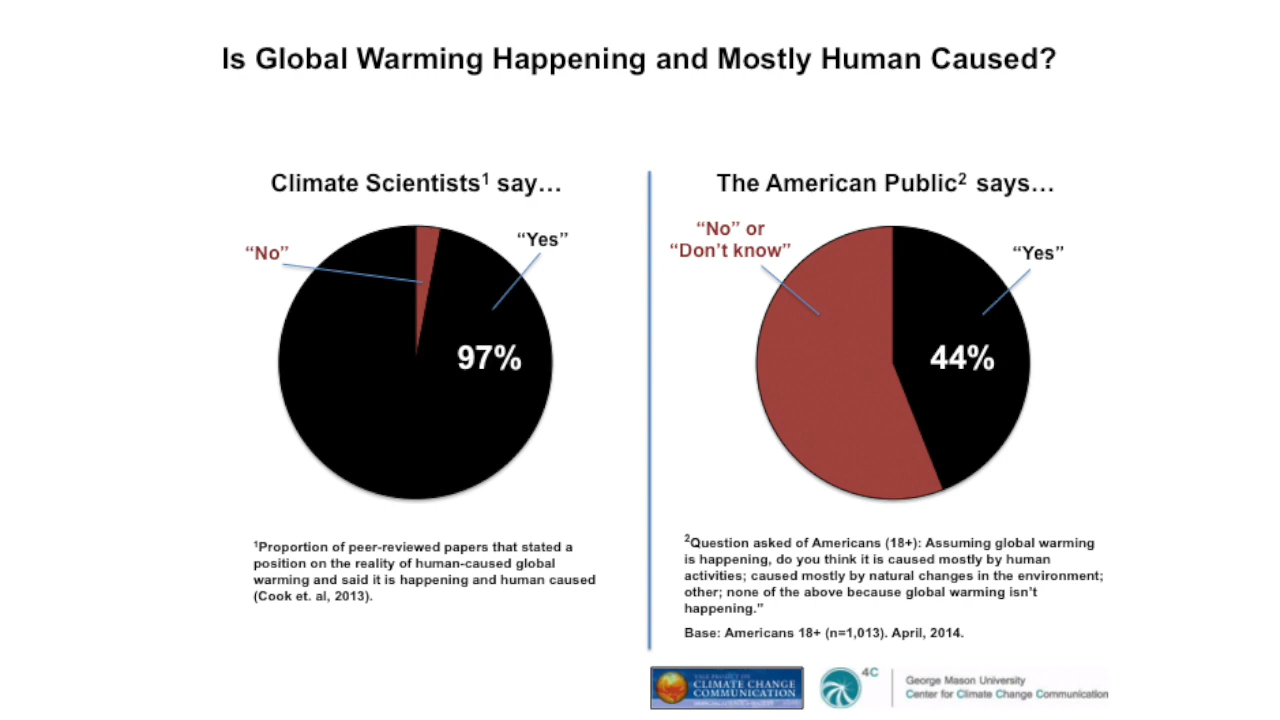 Is Global Warming Happening and Mostly Human Caused?
Climate Scientists¹ say…
“No”
“Yes”
97%
¹Proportion of peer-reviewed papers that stated a
position on the reality of human-caused global
warming and said it is happening and human caused
(Cook et. al, 2013).
The American Public² says…
“No” or
“Don’t know”
“Yes”
44%
²Question asked of Americans (18+): Assuming global warming
is happening, do you think it is caused mostly by human
activities; caused mostly by natural changes in the environment;
other; none of the above because global warming isn’t
happening.”
Base: Americans 18+ (n=1,013). April, 2014.
YALE PROJECT ON
CLIMATE CHANGE
COMMUNICATION
4C
George Mason University
Center for Climate Change Communication